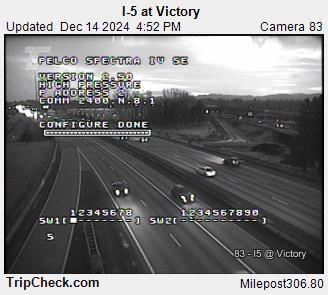 I-5 at Victory
Updated Dec 14 2024 4:52 PM Camera 83
PELCO SPECTRA IV SE
VERSION 2.50
HIGH PRESSURE
P ADDRESS 2
COMM 2400,N,8,1
CONFIGURE DONE
12345678 1234567890
SW1[ ] SW2[ ]
S
83 - I5 @ Victory
TripCheck.com Milepost306.80